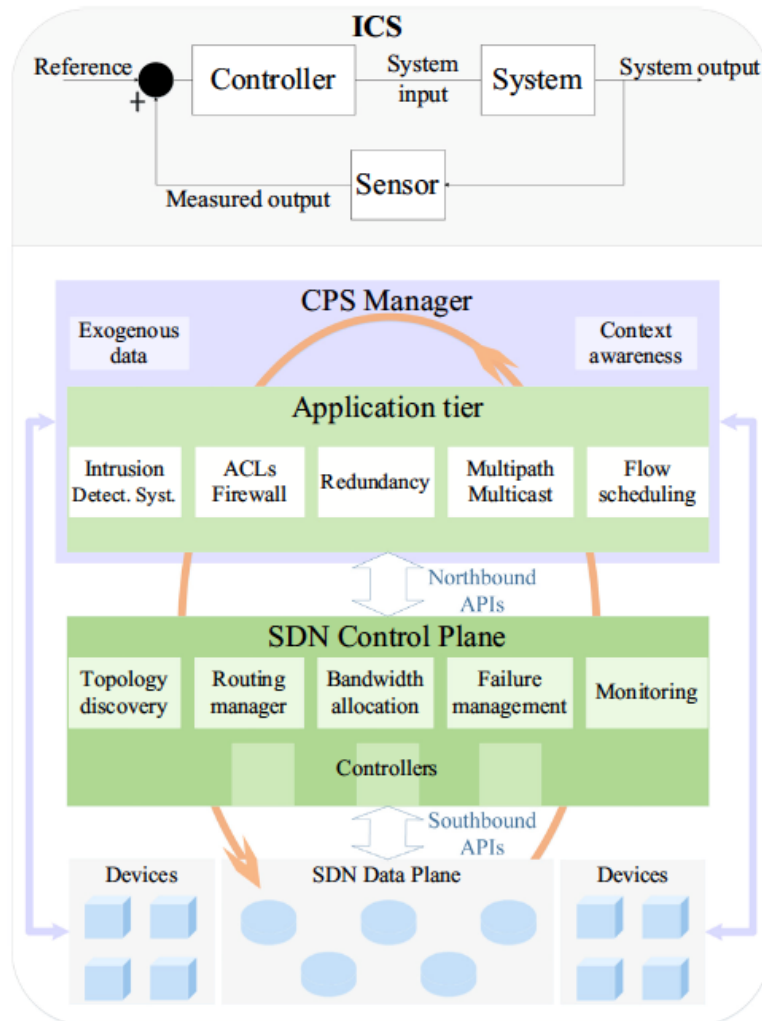 ICS
Reference
+
Controller
System
input
System
System output
Measured output
Sensor
CPS Manager
Exogenous
data
Context
awareness
Application tier
Intrusion
Detect. Syst.
ACLs
Firewall
Redundancy
Multipath
Multicast
Flow
scheduling
Northbound
APIs
SDN Control Plane
Topology
discovery
Routing
manager
Bandwidth
allocation
Failure
management
Monitoring
Controllers
Southbound
APIs
Devices
SDN Data Plane
Devices